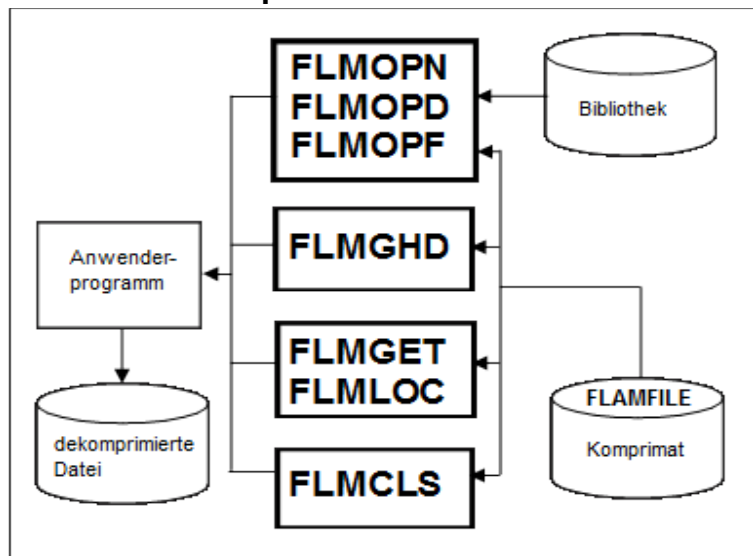 FLMOPN
FLMOPD
FLMOPF
Bibliothek
FLMGHD
Anwender-
programm
FLMGET
FLMLOC
FLAMFILE
Komprimat
dekomprimierte
Datei
FLMCLS